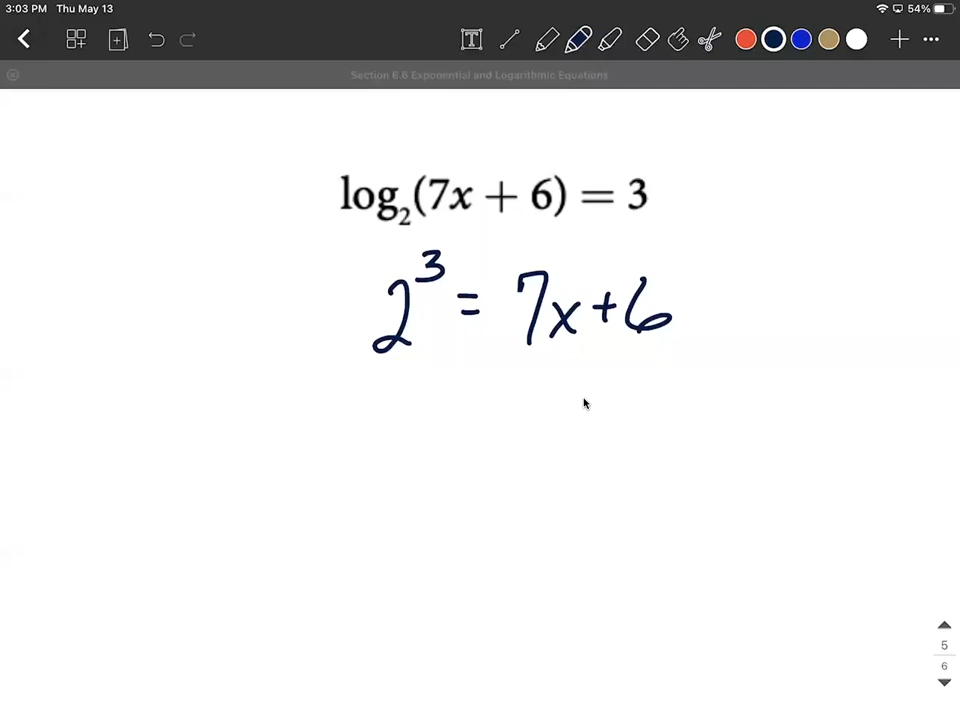 3:03 PM Thu May 13
54%
Section 6.6 Exponential and Logarithmic Equations
log₂(7x + 6) = 3
2³ = 7x+6
5
6